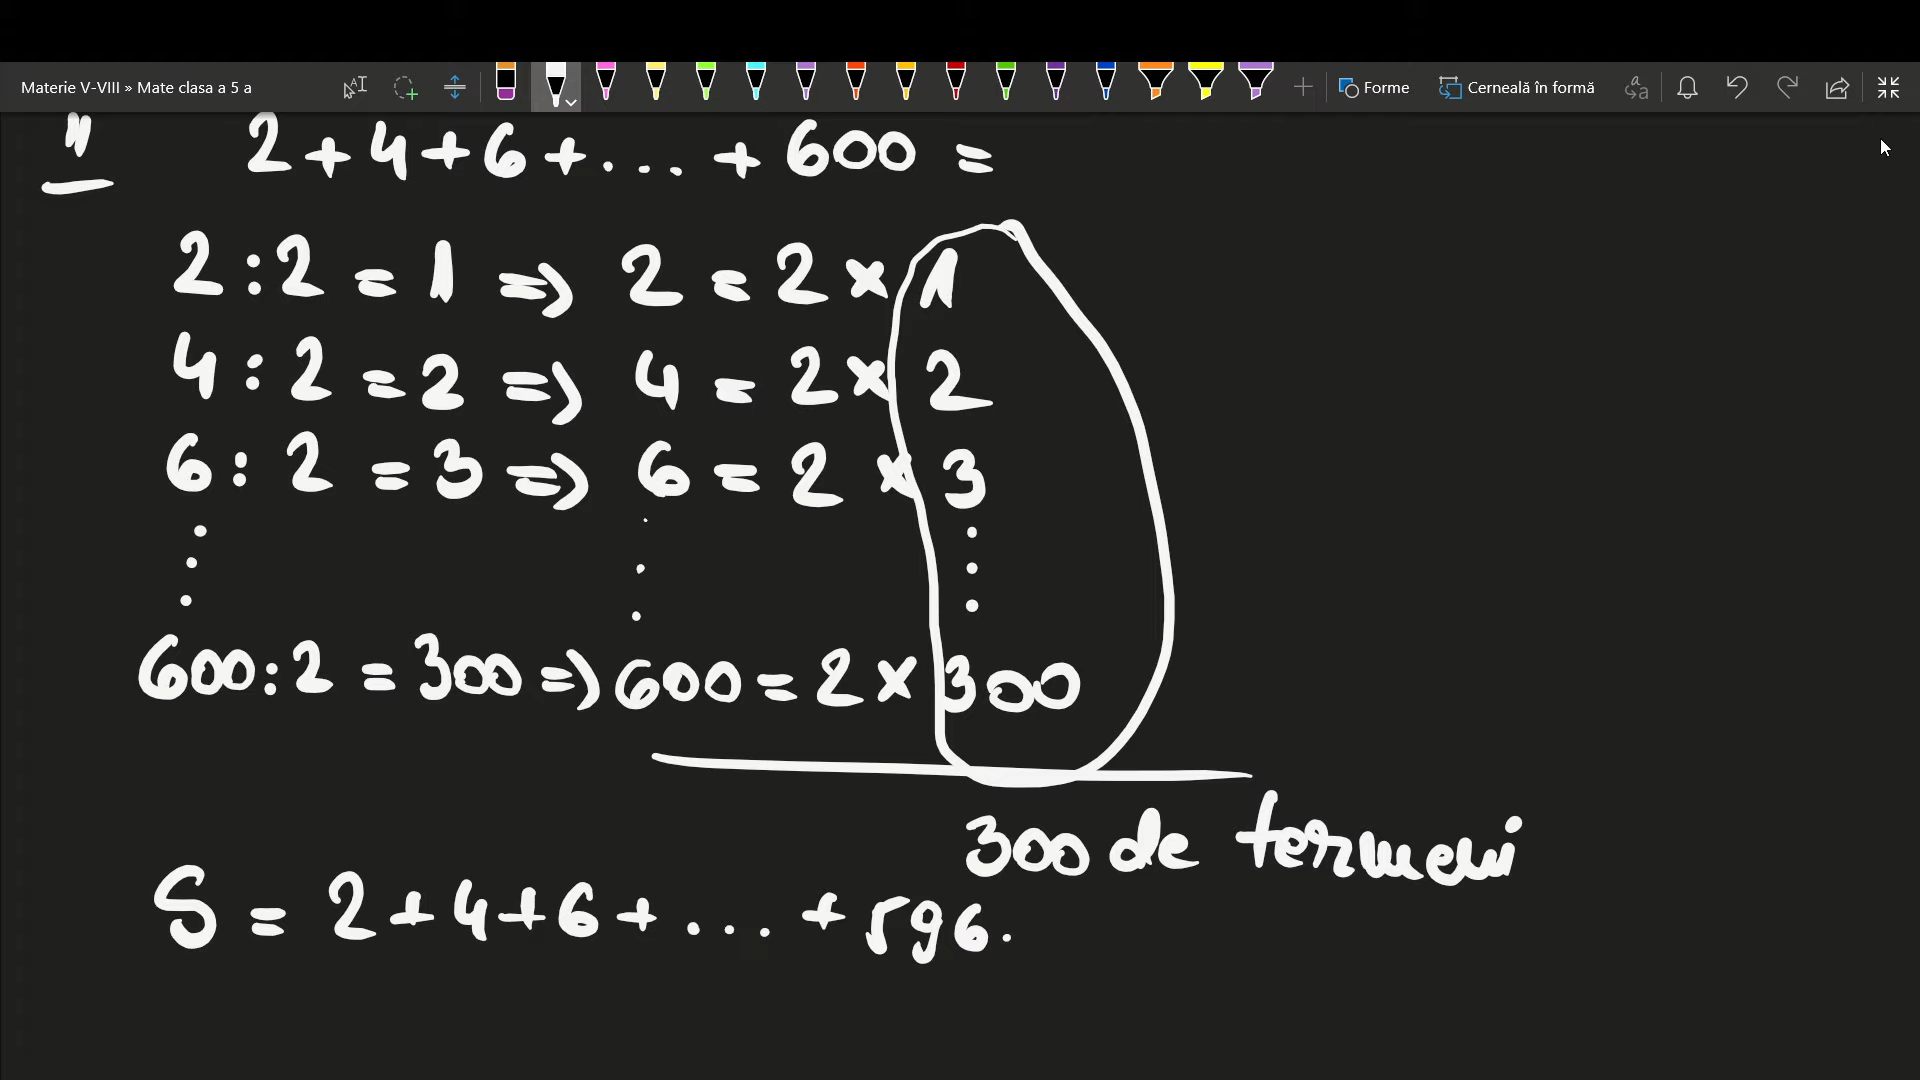 Materie V-VIII » Mate clasa a 5 a
Forme
Cerneală în formă
2 + 4 + 6 + ... + 600 =
2 : 2 = 1 => 2 = 2 × 1
4 : 2 = 2 => 4 = 2 × 2
6 : 2 = 3 => 6 = 2 × 3
600 : 2 = 300 => 600 = 2 × 300
300 de termeni
S = 2 + 4 + 6 + ... + 596.